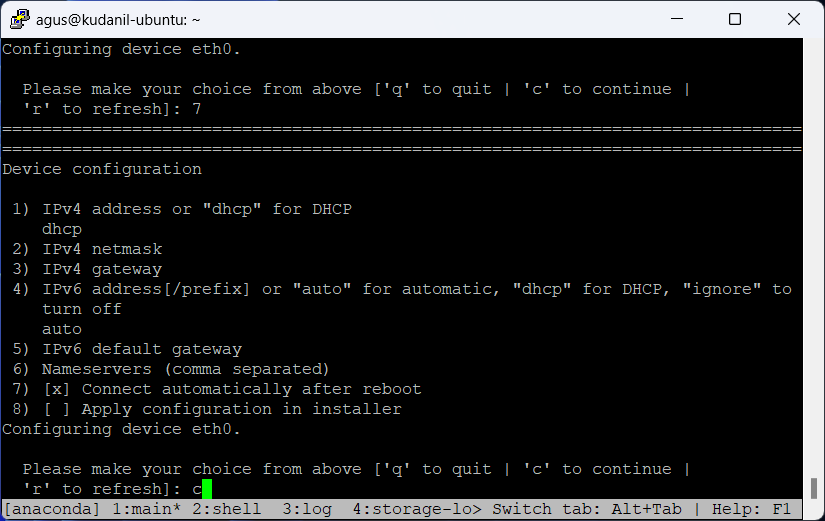 agus@kudanil-ubuntu: ~
Configuring device eth0.
Please make your choice from above ['q' to quit | 'c' to continue |
'r' to refresh]: 7
================================================================================
================================================================================
Device configuration
1) IPv4 address or "dhcp" for DHCP
dhcp
2) IPv4 netmask
3) IPv4 gateway
4) IPv6 address[/prefix] or "auto" for automatic, "dhcp" for DHCP, "ignore" to
turn off
auto
5) IPv6 default gateway
6) Nameservers (comma separated)
7) [x] Connect automatically after reboot
8) [ ] Apply configuration in installer
Configuring device eth0.
Please make your choice from above ['q' to quit | 'c' to continue |
'r' to refresh]: c
[anaconda] 1:main* 2:shell  3:log  4:storage-lo> Switch tab: Alt+Tab | Help: F1